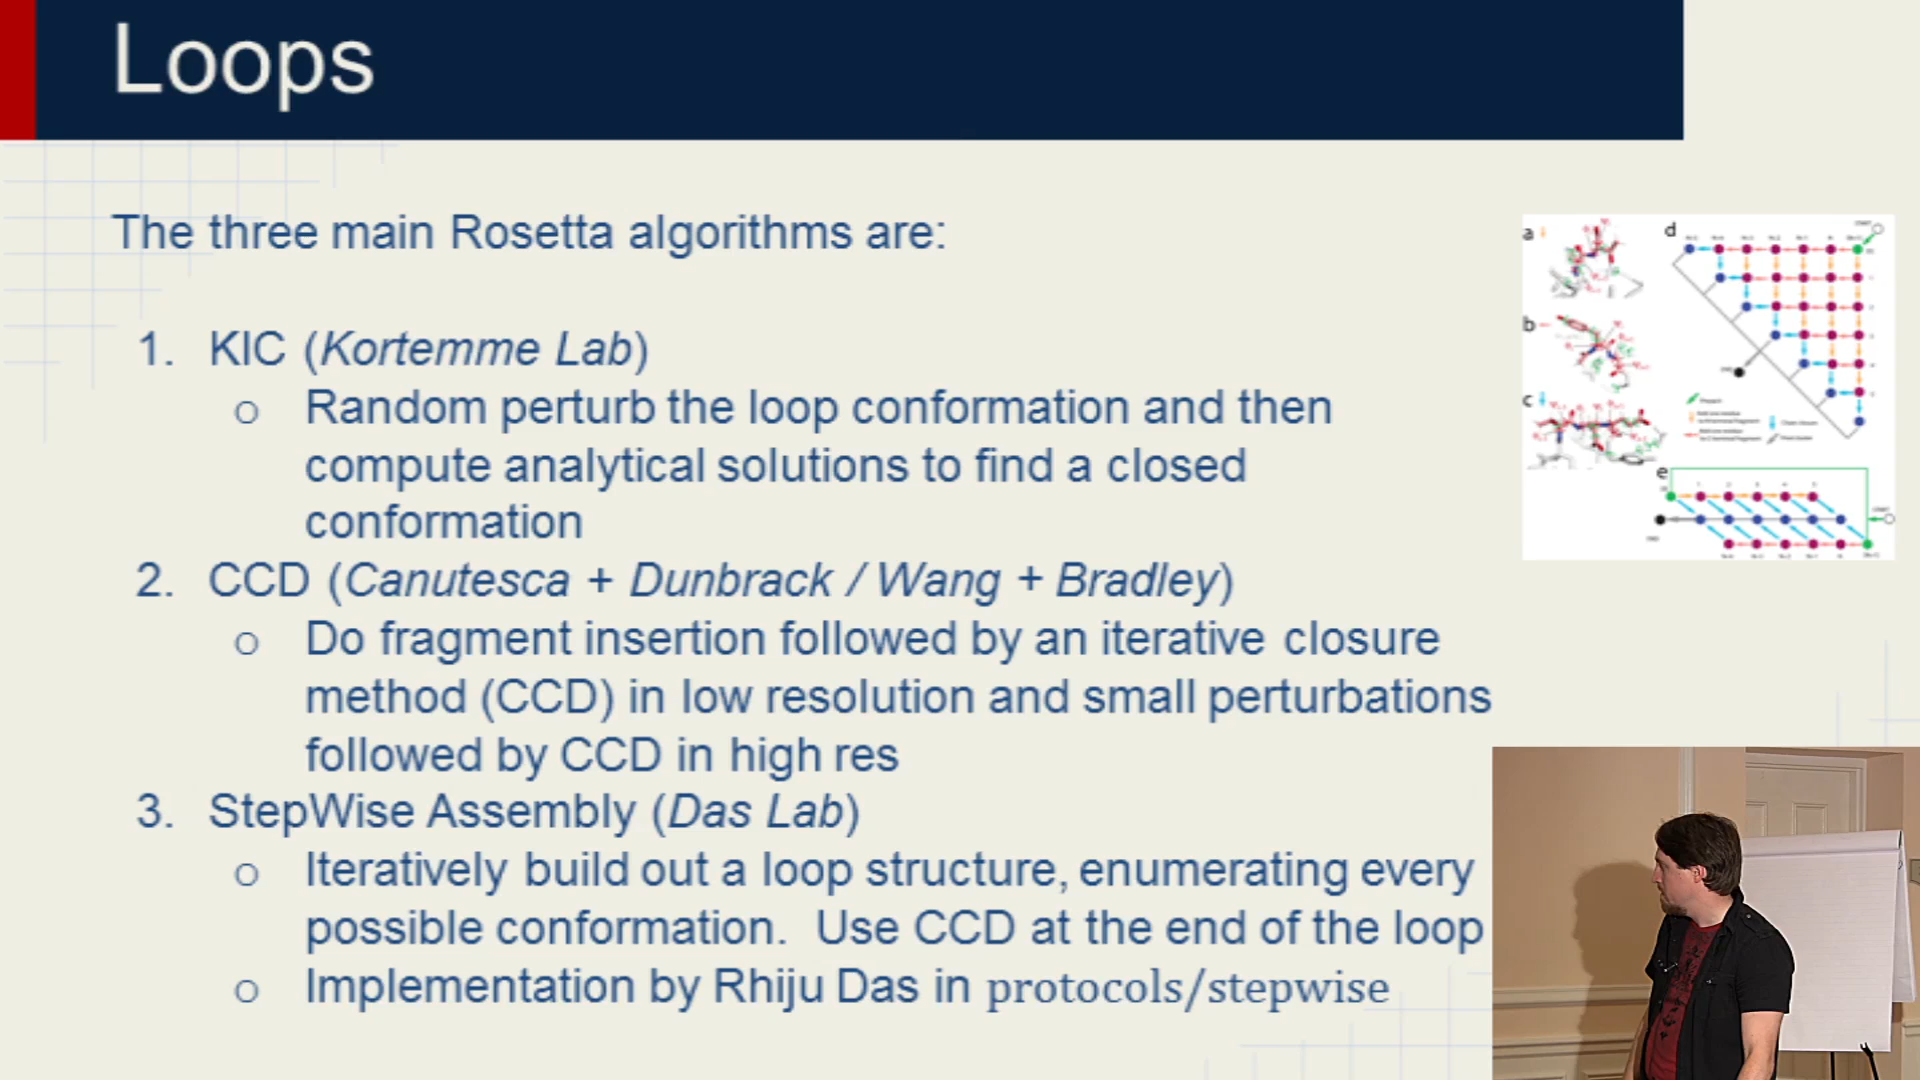 Loops
The three main Rosetta algorithms are:
1. KIC (Kortemme Lab)
o Random perturb the loop conformation and then
compute analytical solutions to find a closed
conformation
2. CCD (Canutesca + Dunbrack / Wang + Bradley)
o Do fragment insertion followed by an iterative closure
method (CCD) in low resolution and small perturbations
followed by CCD in high res
3. StepWise Assembly (Das Lab)
o Iteratively build out a loop structure, enumerating every
possible conformation. Use CCD at the end of the loop
o Implementation by Rhiju Das in protocols/stepwise
a
d
b
c
e